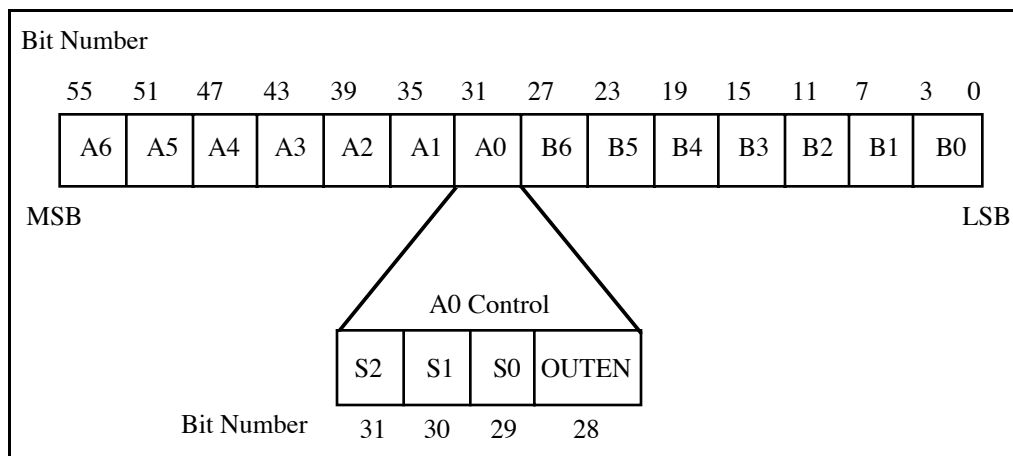 Bit Number
55 51 47 43 39 35 31 27 23 19 15 11 7 3 0
A6 A5 A4 A3 A2 A1 A0 B6 B5 B4 B3 B2 B1 B0
MSB LSB
A0 Control
S2 S1 S0 OUTEN
Bit Number 31 30 29 28